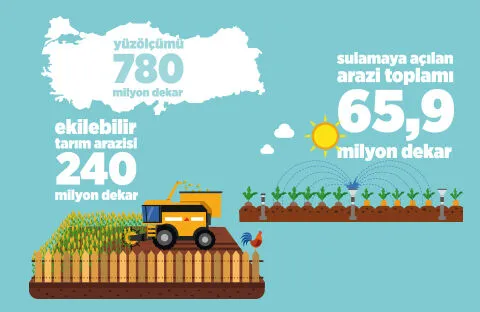 yüzölçümü
780
milyon dekar
ekilebilir
tarım arazisi
240
milyon dekar
sulamaya açılan
arazi toplamı
65,9
milyon dekar